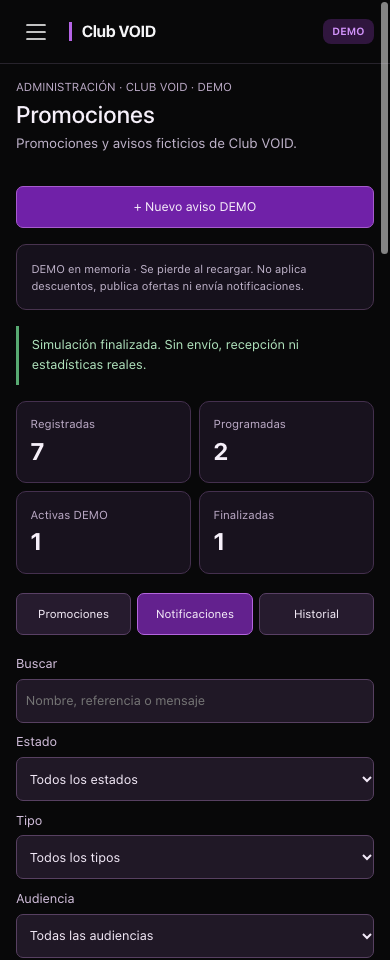 Club VOID
DEMO
ADMINISTRACIÓN · CLUB VOID · DEMO
Promociones
Promociones y avisos ficticios de Club VOID.
+ Nuevo aviso DEMO
DEMO en memoria · Se pierde al recargar. No aplica
descuentos, publica ofertas ni envía notificaciones.
Simulación finalizada. Sin envío, recepción ni
estadísticas reales.
Registradas
7
Programadas
2
Activas DEMO
1
Finalizadas
1
Promociones
Notificaciones
Historial
Buscar
Nombre, referencia o mensaje
Estado
Todos los estados
Tipo
Todos los tipos
Audiencia
Todas las audiencias